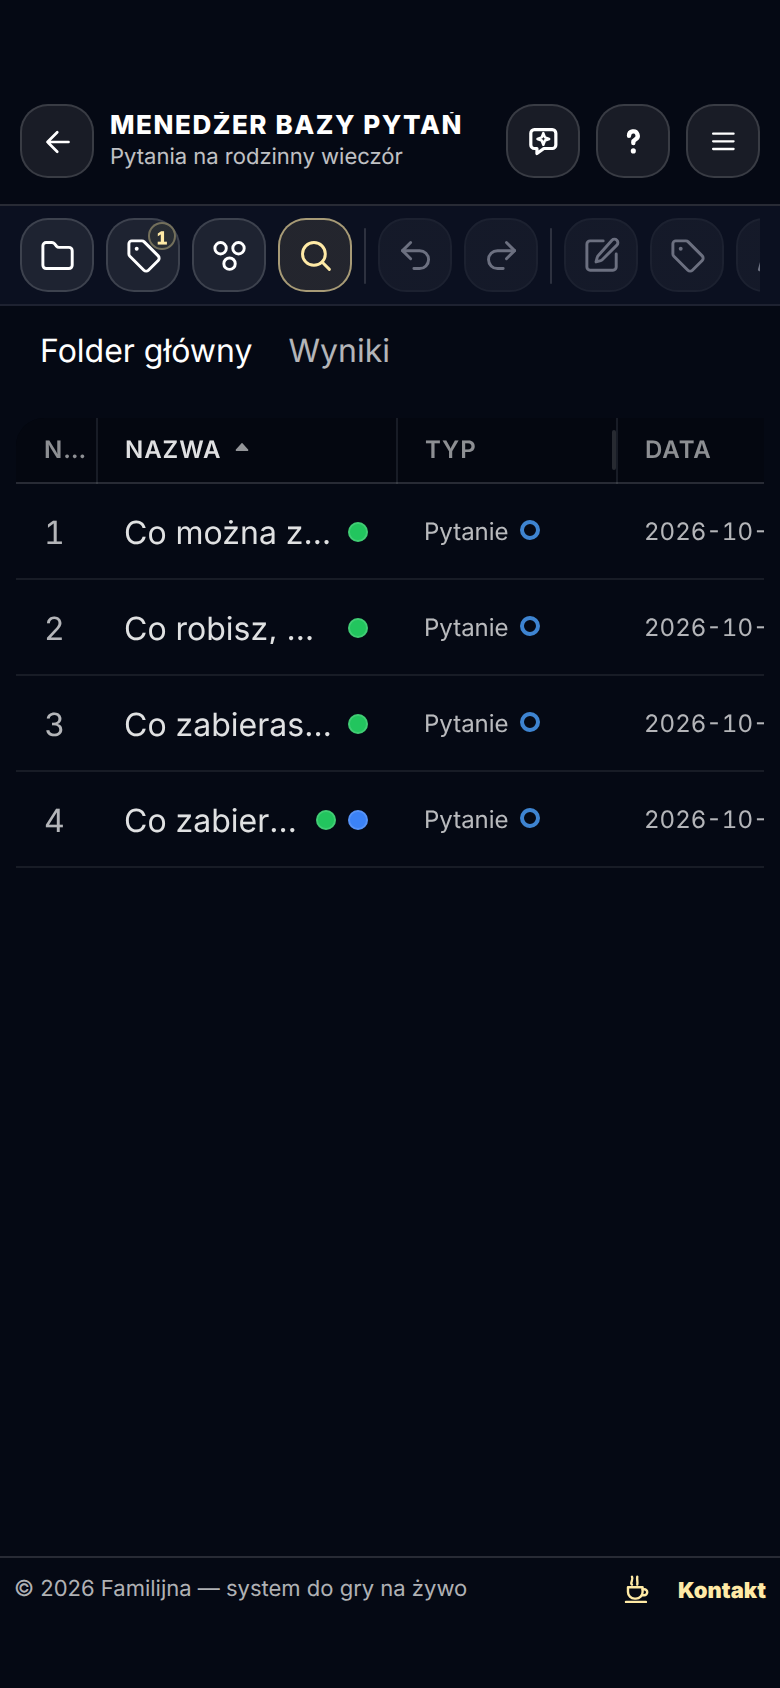 MENEDŻER BAZY PYTAŃ
Pytania na rodzinny wieczór
1
Folder główny Wyniki
N... NAZWA TYP DATA
1 Co można z... Pytanie 2026-10-
2 Co robisz, ... Pytanie 2026-10-
3 Co zabieras... Pytanie 2026-10-
4 Co zabier... Pytanie 2026-10-
© 2026 Familijna — system do gry na żywo Kontakt